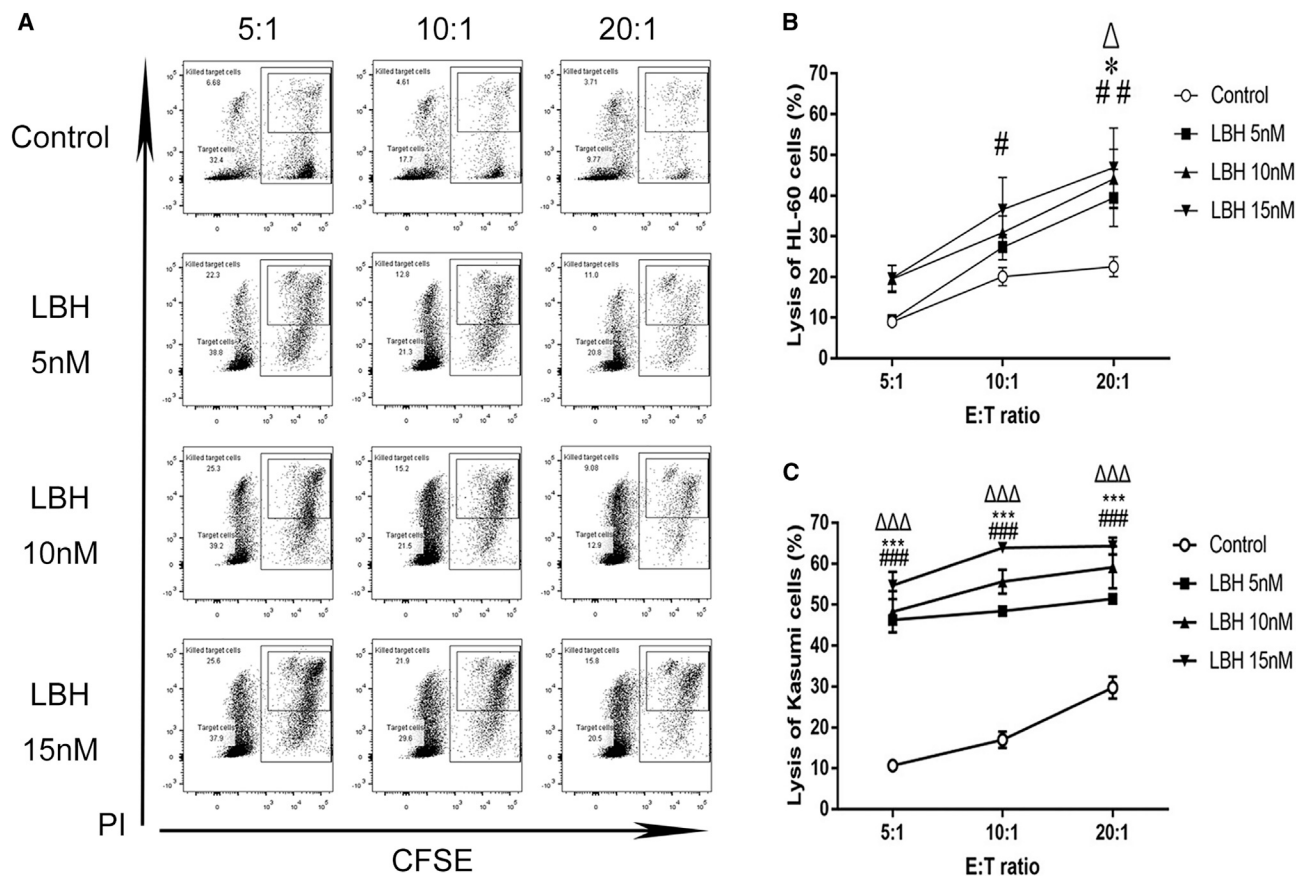 A
5:1 10:1 20:1
Control
Killed target cells
6.68
Target cells
32.4
Killed target cells
4.61
Target cells
17.7
Killed target cells
3.71
Target cells
9.77
LBH
5nM
Killed target cells
22.3
Target cells
38.8
Killed target cells
12.8
Target cells
21.3
Killed target cells
11.0
Target cells
20.8
LBH
10nM
Killed target cells
25.3
Target cells
39.2
Killed target cells
15.2
Target cells
21.5
Killed target cells
9.08
Target cells
12.9
LBH
15nM
Killed target cells
25.6
Target cells
37.9
Killed target cells
21.9
Target cells
29.6
Killed target cells
15.8
Target cells
20.5
PI
CFSE
B
Lysis of HL-60 cells (%)
70
60
50
40
30
20
10
0
#
Δ
*
##
5:1 10:1 20:1
E:T ratio
Control
LBH 5nM
LBH 10nM
LBH 15nM
C
Lysis of Kasumi cells (%)
70
60
50
40
30
20
10
0
ΔΔΔ
***
###
ΔΔΔ
***
###
ΔΔΔ
***
###
5:1 10:1 20:1
E:T ratio
Control
LBH 5nM
LBH 10nM
LBH 15nM